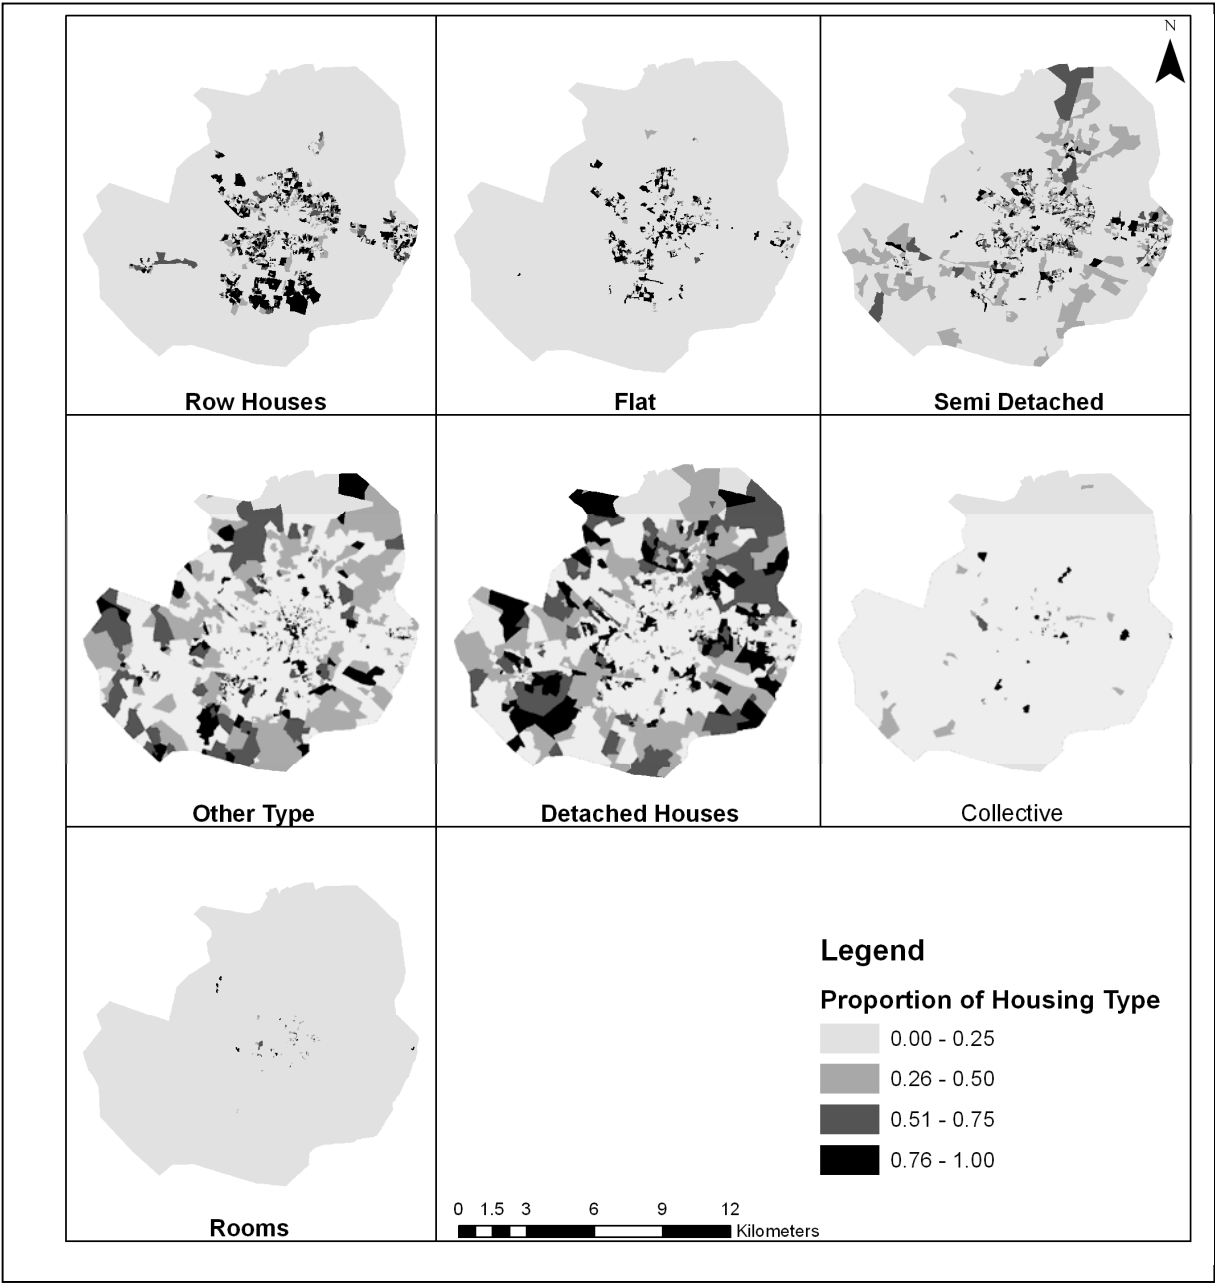 N
Row Houses
Flat
Semi Detached
Other Type
Detached Houses
Collective
Rooms
Legend
Proportion of Housing Type
0.00 - 0.25
0.26 - 0.50
0.51 - 0.75
0.76 - 1.00
0 1.5 3 6 9 12
Kilometers